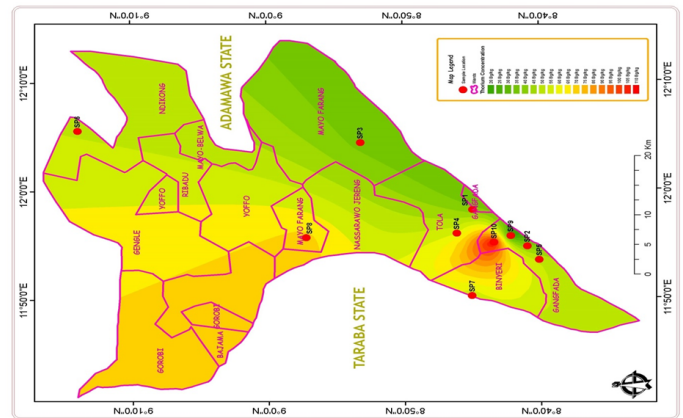 9°10'0"N
9°0'0"N
8°50'0"N
8°40'0"N
12°10'0"E
12°0'0"E
11°50'0"E
ADAMAWA STATE
TARABA STATE
SP6
NDIKONG
MAYO-BELWA
RIBADU
YOFFO
YOFFO
GENGLE
GOROBI
BAJAMA GOROBI
MAYO FARANG
SP3
MAYO FARANG
SP8
NASSARAWO JERENG
TOLA
SP1
GANGFADA
SP4
SP10
SP9
SP2
SP5
SP7
BINYERI
GANGFADA
Map Legend
Sample Location
Wards
Thorium Concentration
0 5 10 15 20 Km
12°10'0"E
12°0'0"E
11°50'0"E
9°10'0"N
9°0'0"N
8°50'0"N
8°40'0"N